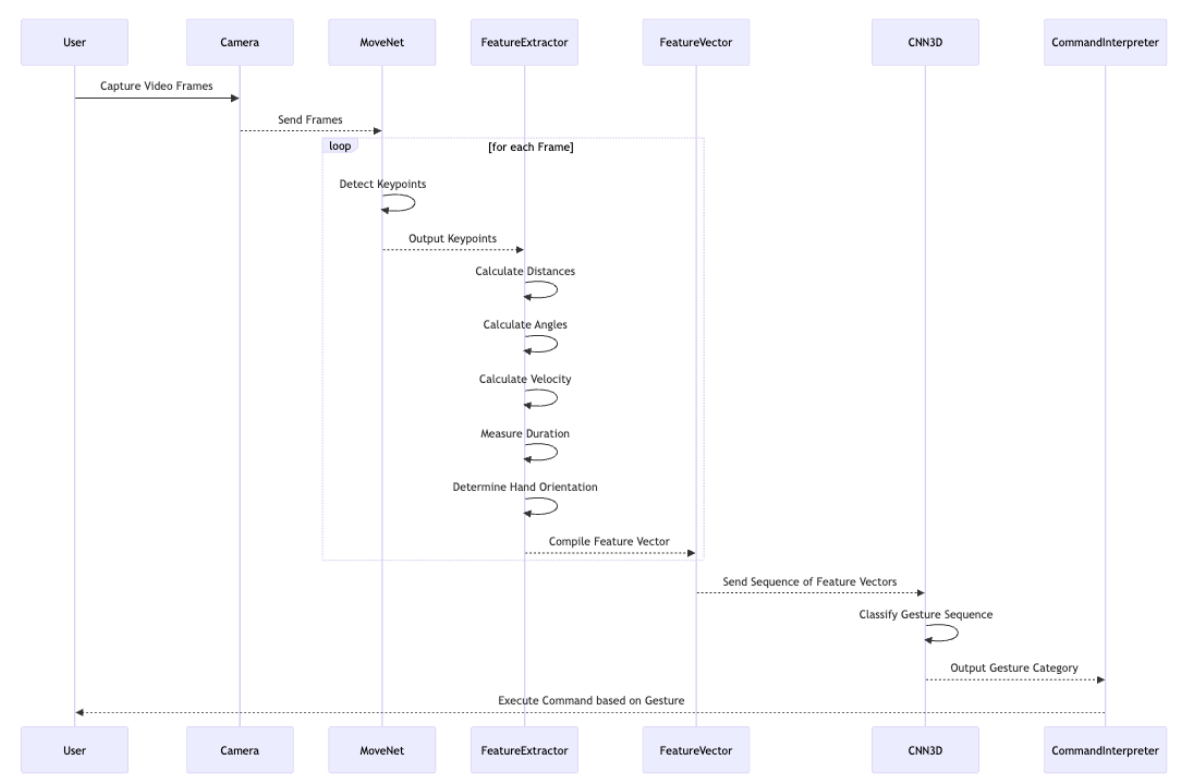 User Camera MoveNet FeatureExtractor FeatureVector CNN3D CommandInterpreter
Capture Video Frames
Send Frames
loop [for each Frame]
Detect Keypoints
Output Keypoints
Calculate Distances
Calculate Angles
Calculate Velocity
Measure Duration
Determine Hand Orientation
Compile Feature Vector
Send Sequence of Feature Vectors
Classify Gesture Sequence
Output Gesture Category
Execute Command based on Gesture
User Camera MoveNet FeatureExtractor FeatureVector CNN3D CommandInterpreter